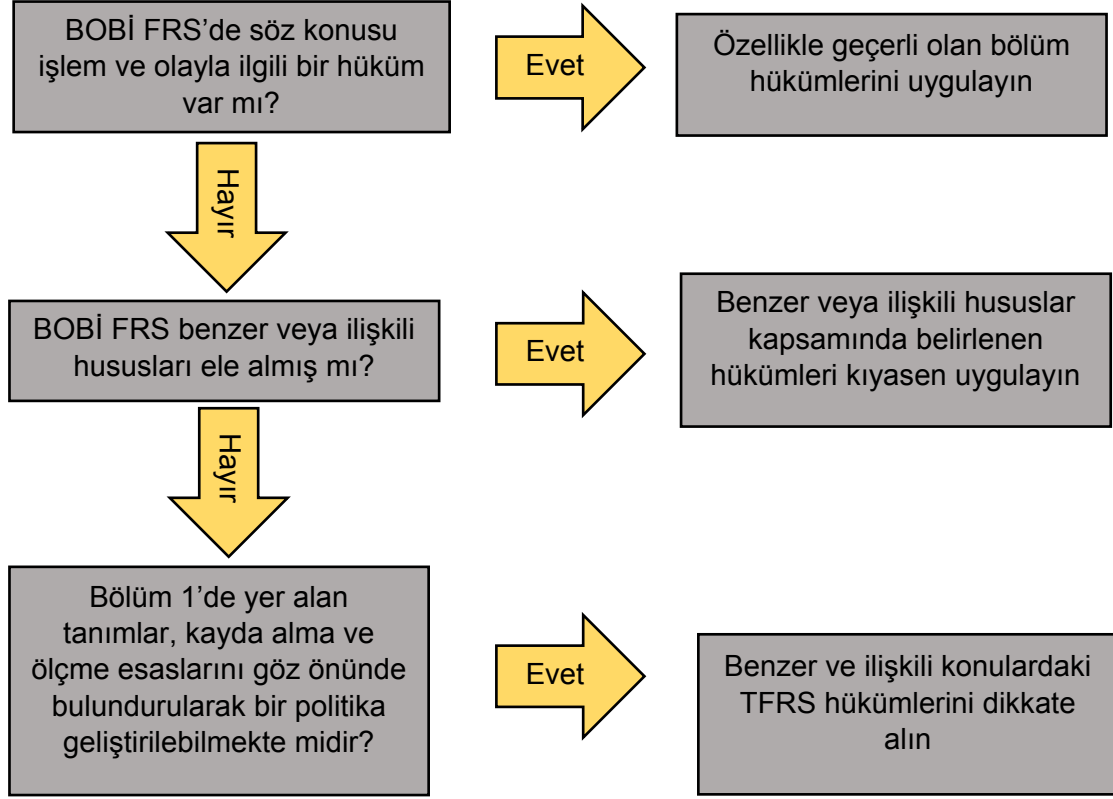 BOBİ FRS’de söz konusu
işlem ve olayla ilgili bir hüküm
var mı?
Evet
Özellikle geçerli olan bölüm
hükümlerini uygulayın
Hayır
BOBİ FRS benzer veya ilişkili
hususları ele almış mı?
Evet
Benzer veya ilişkili hususlar
kapsamında belirlenen
hükümleri kıyasen uygulayın
Hayır
Bölüm 1’de yer alan
tanımlar, kayda alma ve
ölçme esaslarını göz önünde
bulundurularak bir politika
geliştirilebilmekte midir?
Evet
Benzer ve ilişkili konulardaki
TFRS hükümlerini dikkate
alın